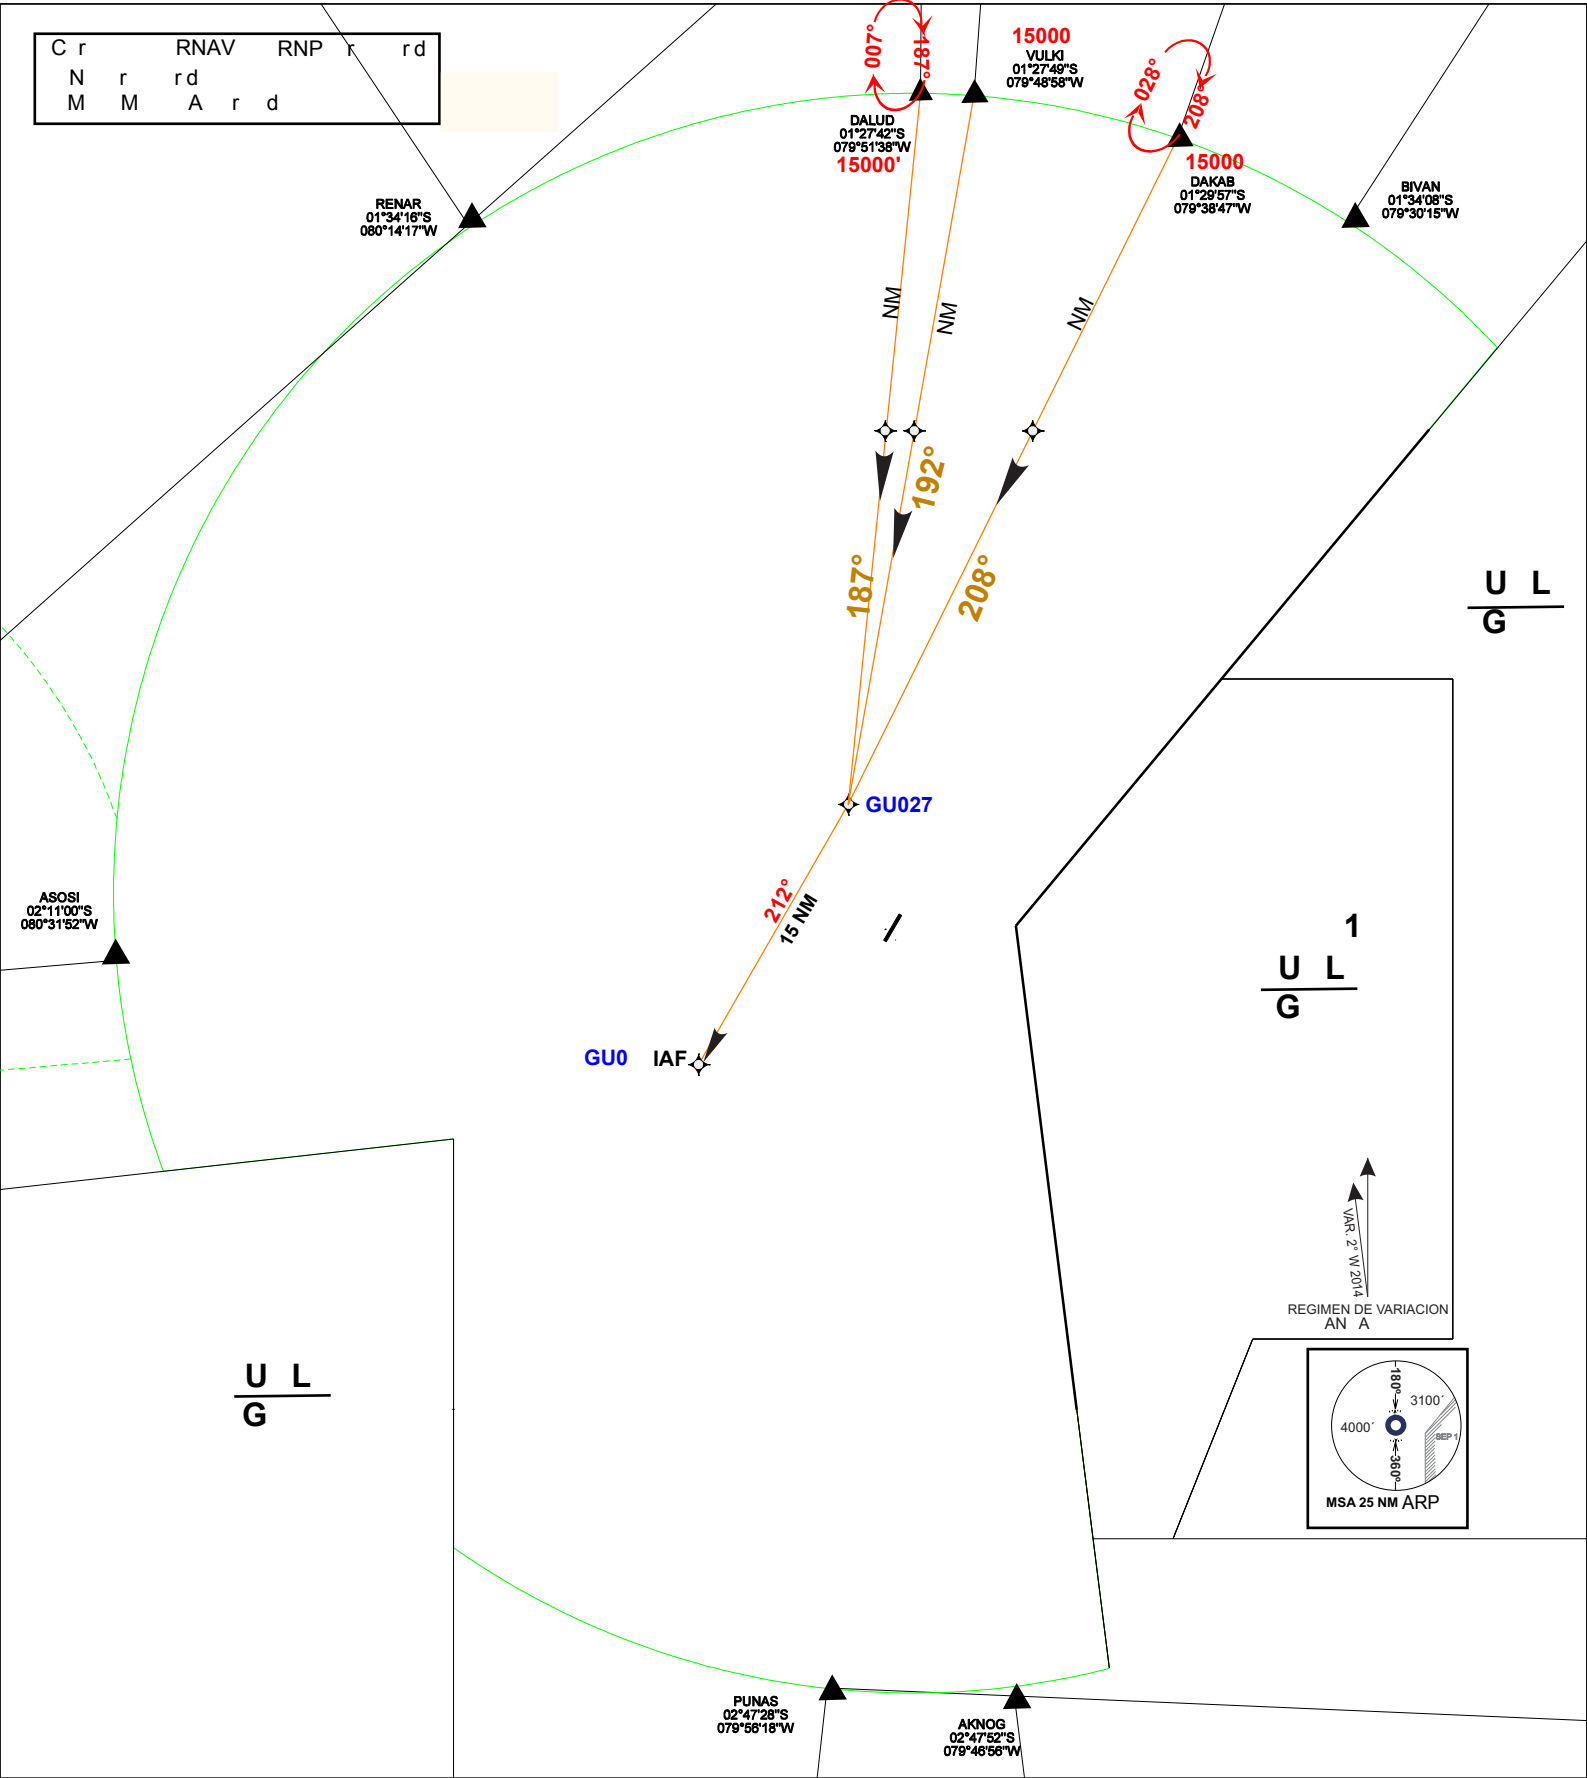 C r RNAV RNP r rd
N r rd
M M A r d
007°
187°
15000
VULKI
01°27'49"S
079°48'58"W
DALUD
01°27'42"S
079°51'38"W
15000'
028°
208°
15000
DAKAB
01°29'57"S
079°38'47"W
BIVAN
01°34'08"S
079°30'15"W
RENAR
01°34'16"S
080°14'17"W
NM
NM
NM
192°
187°
208°
U L
G
GU027
212°
15 NM
ASOSI
02°11'00"S
080°31'52"W
1
U L
G
GU0 IAF
VAR. 2° W 2014
REGIMEN DE VARIACION
AN A
U L
G
180°
3100´
4000´
SEP 1
360°
MSA 25 NM ARP
PUNAS
02°47'28"S
079°56'18"W
AKNOG
02°47'52"S
079°46'56"W